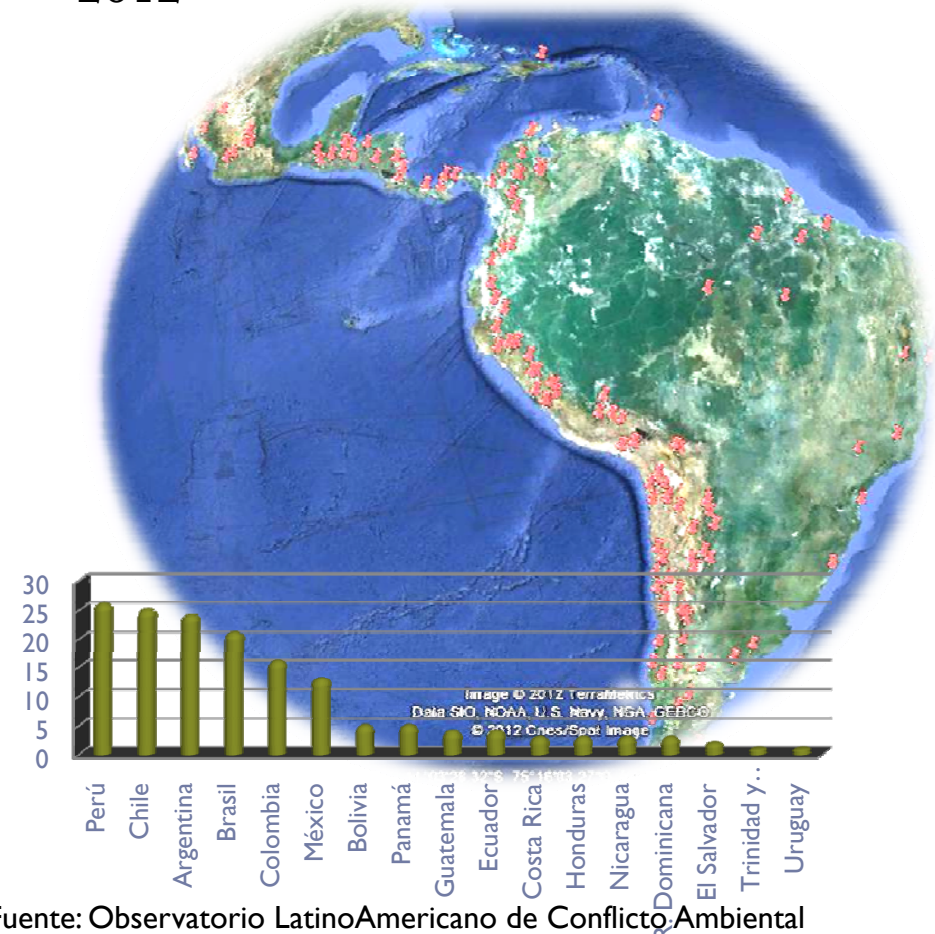 2012
Image © 2012 TerraMetrics
Data SIO, NOAA, U.S. Navy, NGA, GEBCO
© 2012 Cnes/Spot Image
30
25
20
15
10
5
0
Perú
Chile
Argentina
Brasil
Colombia
México
Bolivia
Panamá
Guatemala
Ecuador
Costa Rica
Honduras
Nicaragua
R. Dominicana
El Salvador
Trinidad y..
Uruguay
Fuente: Observatorio LatinoAmericano de Conflicto Ambiental